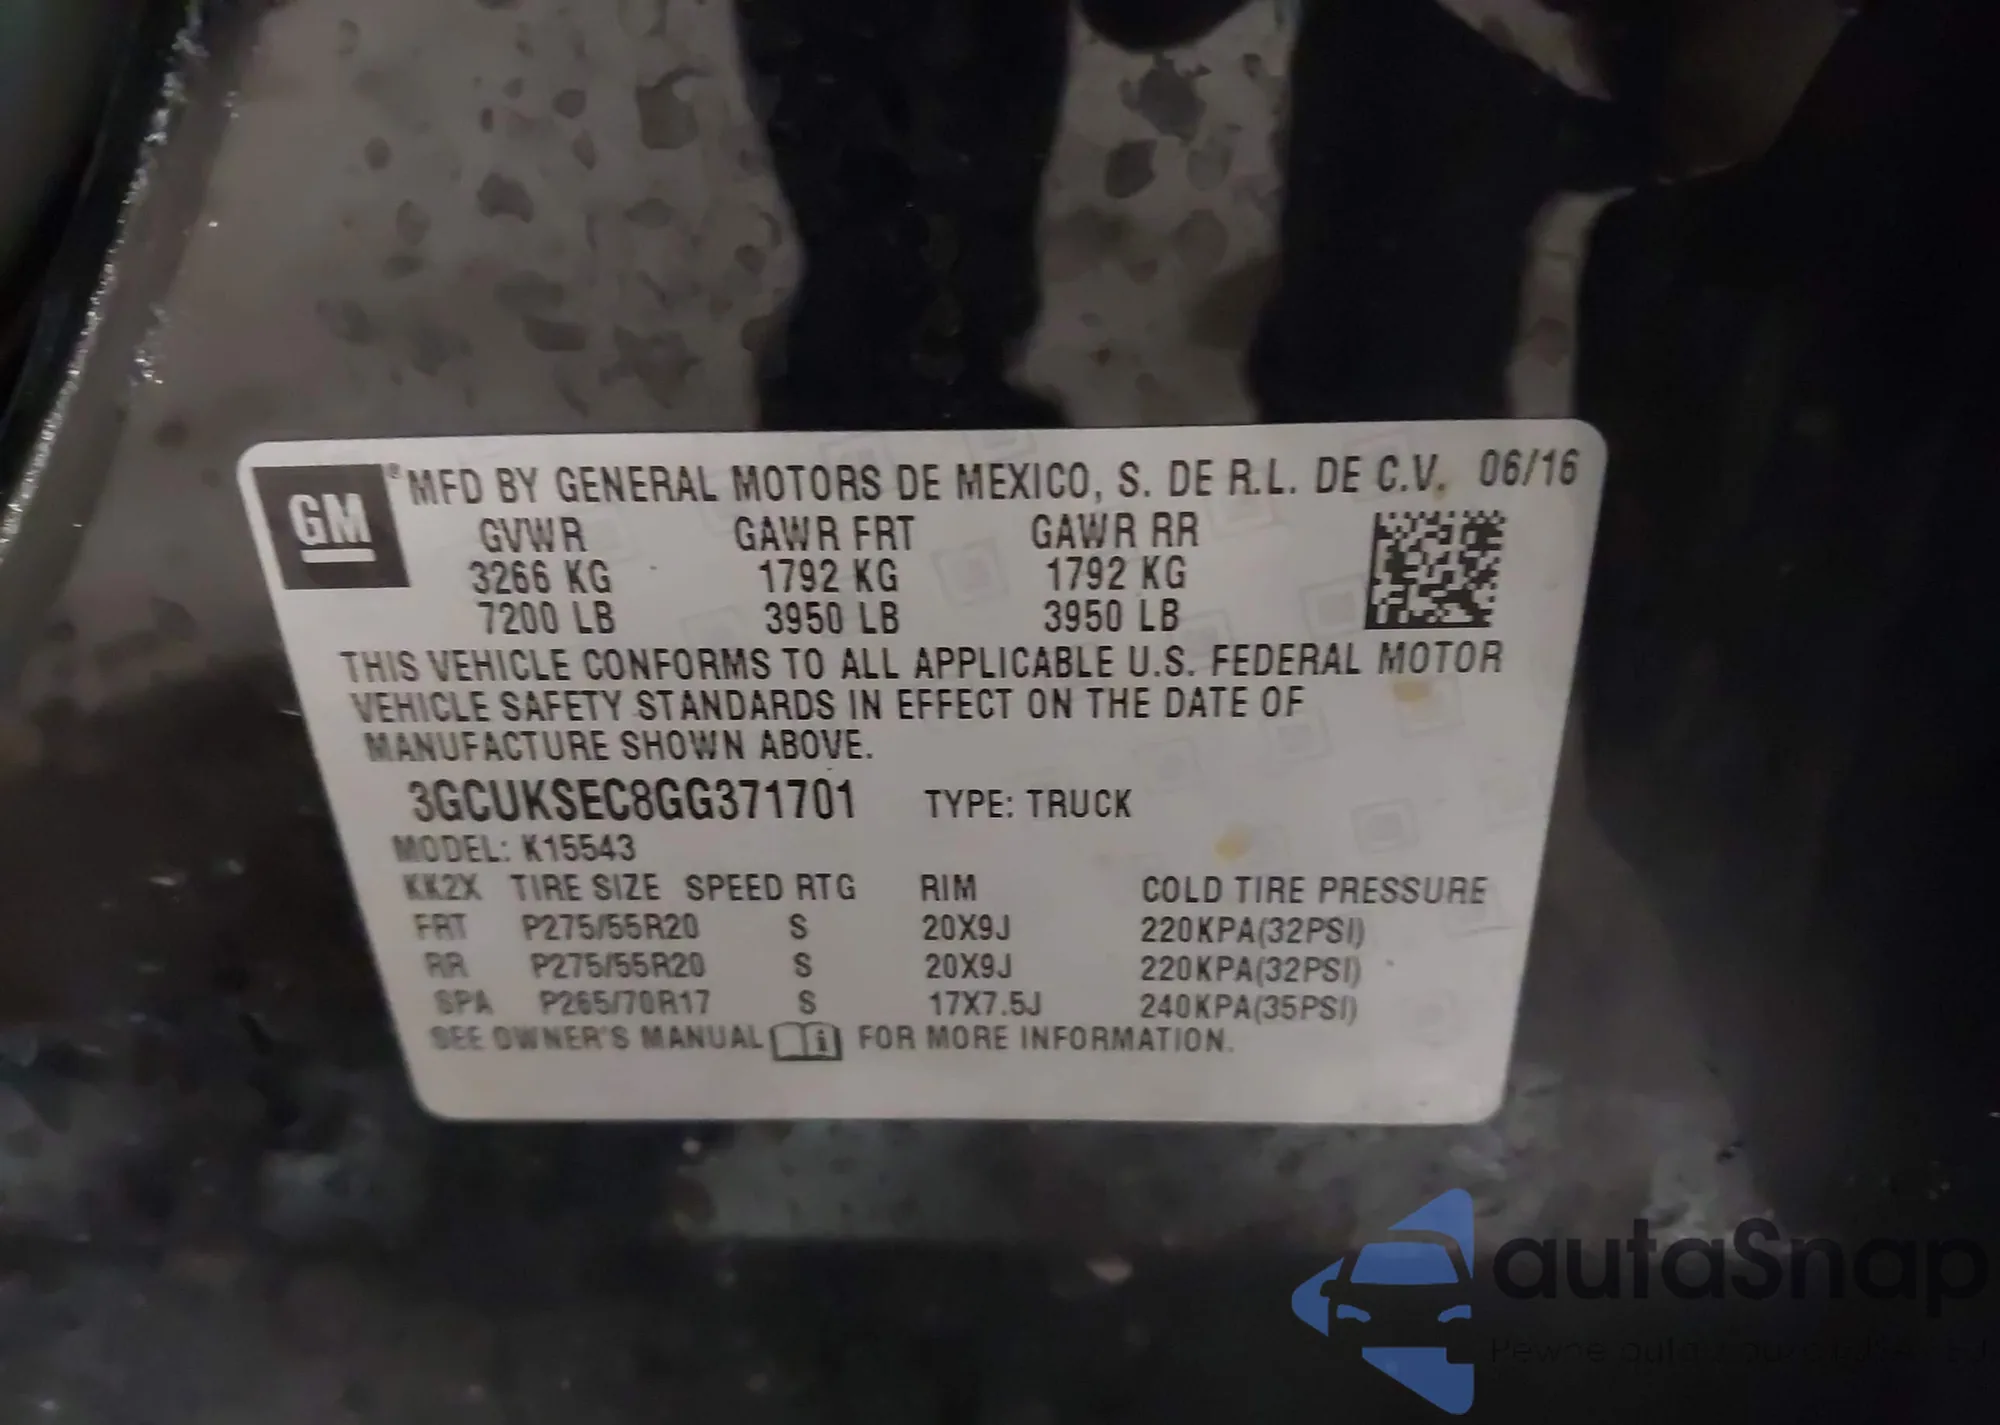 GM
®MFD BY GENERAL MOTORS DE MEXICO, S. DE R.L. DE C.V. 06/16
GVWR GAWR FRT GAWR RR
3266 KG 1792 KG 1792 KG
7200 LB 3950 LB 3950 LB
THIS VEHICLE CONFORMS TO ALL APPLICABLE U.S. FEDERAL MOTOR
VEHICLE SAFETY STANDARDS IN EFFECT ON THE DATE OF
MANUFACTURE SHOWN ABOVE.
3GCUKSEC8GG371701 TYPE: TRUCK
MODEL: K15543
KK2X TIRE SIZE SPEED RTG RIM COLD TIRE PRESSURE
FRT P275/55R20 S 20X9J 220KPA(32PSI)
RR P275/55R20 S 20X9J 220KPA(32PSI)
SPA P265/70R17 S 17X7.5J 240KPA(35PSI)
SEE OWNER'S MANUAL FOR MORE INFORMATION.
autaSnap
Pewne